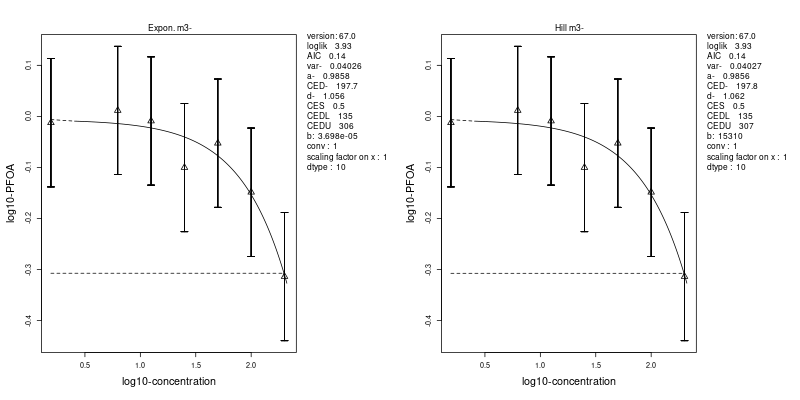 Expon. m3-
version: 67.0
loglik 3.93
AIC 0.14
var- 0.04026
a- 0.9858
CED- 197.7
d- 1.056
CES 0.5
CEDL 135
CEDU 306
b: 3.698e-05
conv : 1
scaling factor on x : 1
dtype : 10
log10-PFOA
0.1
0.0
-0.1
-0.2
-0.3
-0.4
0.5
1.0
1.5
2.0
log10-concentration
Hill m3-
version: 67.0
loglik 3.93
AIC 0.14
var- 0.04027
a- 0.9856
CED- 197.8
d- 1.062
CES 0.5
CEDL 135
CEDU 307
b: 15310
conv : 1
scaling factor on x : 1
dtype : 10
log10-PFOA
0.1
0.0
-0.1
-0.2
-0.3
-0.4
0.5
1.0
1.5
2.0
log10-concentration